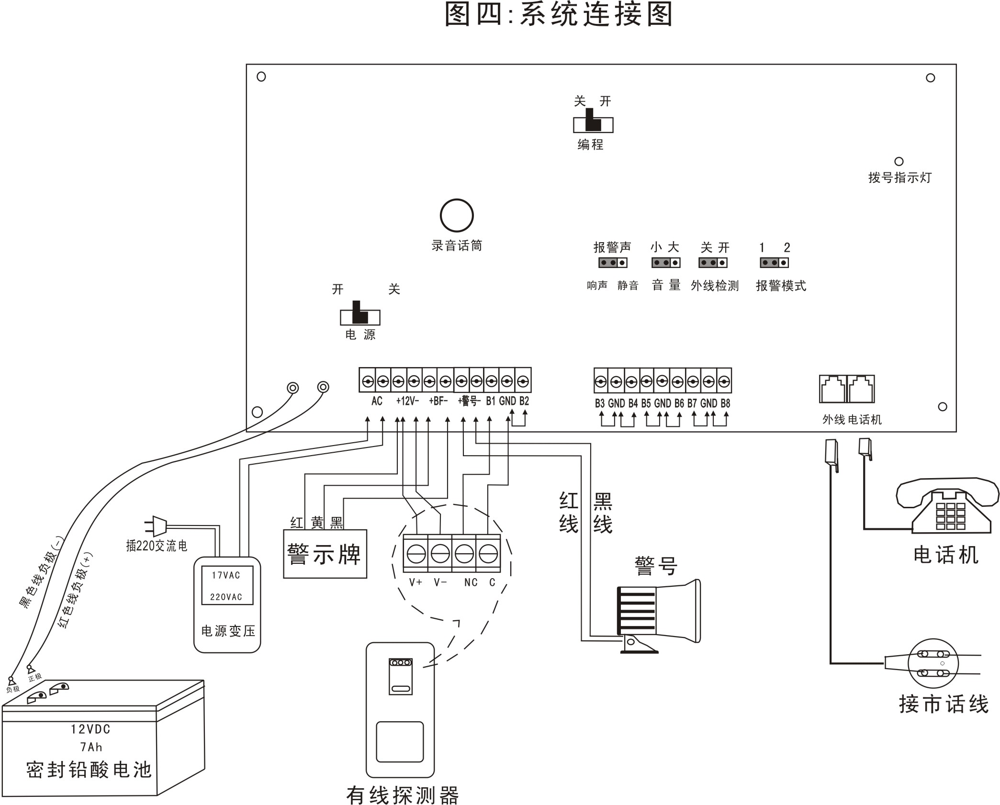 图四:系统连接图
关 开
编程
拨号指示灯
录音话筒
报警声 小 大 关 开 1 2
响声 静音 音 量 外线检测 报警模式
开 关
电 源
AC +12V- +BF- +警号- B1 GND B2
B3 GND B4 B5 GND B6 B7 GND B8
外线 电话机
红线
黑线
红 黄 黑
警示牌
插220交流电
黑色线负极(-)
红色线负极(+)
17VAC
220VAC
电源变压
V+ V- NC C
警号
电话机
正极
负极
接市话线
12VDC
7Ah
密封铅酸电池
有线探测器